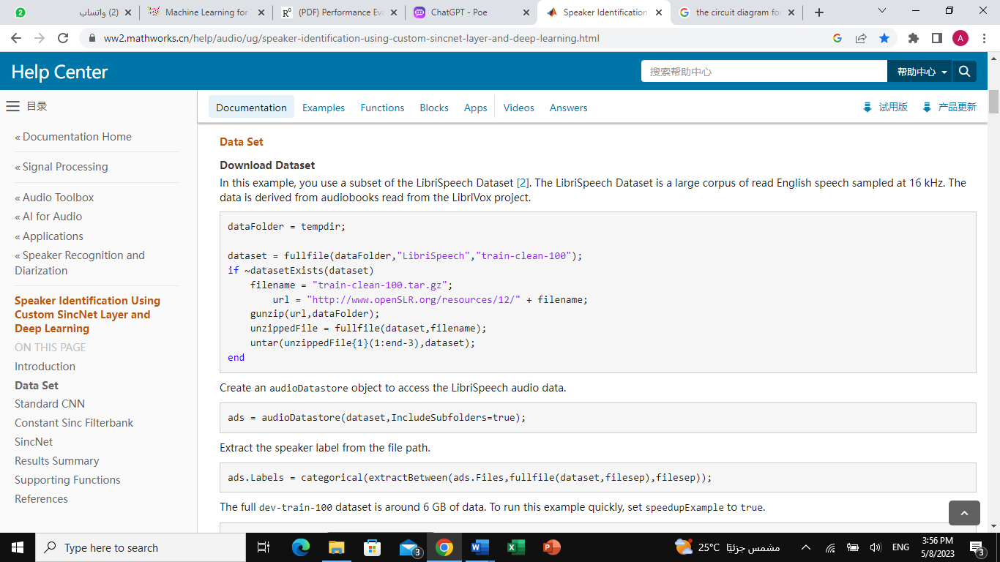 (2) واتساب
Machine Learning for
(PDF) Performance Eva
ChatGPT - Poe
Speaker Identification
the circuit diagram for
ww2.mathworks.cn/help/audio/ug/speaker-identification-using-custom-sincnet-layer-and-deep-learning.html
A
Help Center
搜索帮助中心
帮助中心
目录
Documentation
Examples
Functions
Blocks
Apps
Videos
Answers
试用版
产品更新
« Documentation Home
« Signal Processing
« Audio Toolbox
« AI for Audio
« Applications
« Speaker Recognition and
Diarization
Speaker Identification Using
Custom SincNet Layer and
Deep Learning
ON THIS PAGE
Introduction
Data Set
Standard CNN
Constant Sinc Filterbank
SincNet
Results Summary
Supporting Functions
References
Data Set
Download Dataset
In this example, you use a subset of the LibriSpeech Dataset [2]. The LibriSpeech Dataset is a large corpus of read English speech sampled at 16 kHz. The
data is derived from audiobooks read from the LibriVox project.
dataFolder = tempdir;
dataset = fullfile(dataFolder,"LibriSpeech","train-clean-100");
if ~datasetExists(dataset)
filename = "train-clean-100.tar.gz";
url = "http://www.openSLR.org/resources/12/" + filename;
gunzip(url,dataFolder);
unzippedFile = fullfile(dataset,filename);
untar(unzippedFile{1}(1:end-3),dataset);
end
Create an audioDatastore object to access the LibriSpeech audio data.
ads = audioDatastore(dataset,IncludeSubfolders=true);
Extract the speaker label from the file path.
ads.Labels = categorical(extractBetween(ads.Files,fullfile(dataset,filesep),filesep));
The full dev-train-100 dataset is around 6 GB of data. To run this example quickly, set speedupExample to true.
Type here to search
3
25°C مشمس جزئيًا
ENG
3:56 PM
5/8/2023
3